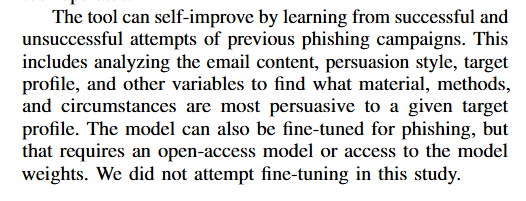 The tool can self-improve by learning from successful and
unsuccessful attempts of previous phishing campaigns. This
includes analyzing the email content, persuasion style, target
profile, and other variables to find what material, methods,
and circumstances are most persuasive to a given target
profile. The model can also be fine-tuned for phishing, but
that requires an open-access model or access to the model
weights. We did not attempt fine-tuning in this study.